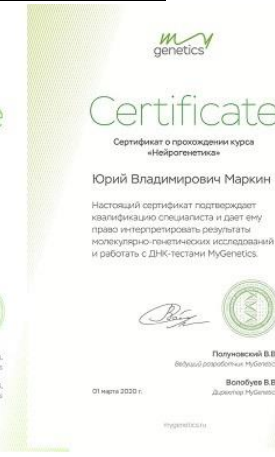 my
genetics
Certificate
Сертификат о прохождении курса
«Нейрогенетика»
Юрий Владимирович Маркин
Настоящий сертификат подтверждает
квалификацию специалиста и дает ему
право интерпретировать результаты
молекулярно-генетических исследований
и работать с ДНК-тестами MyGenetics.
Полуновский В.В.
Ведущий разработчик MyGenetics
Волобуев В.В.
Директор MyGenetics
01 марта 2020 г.
mygenetics.ru